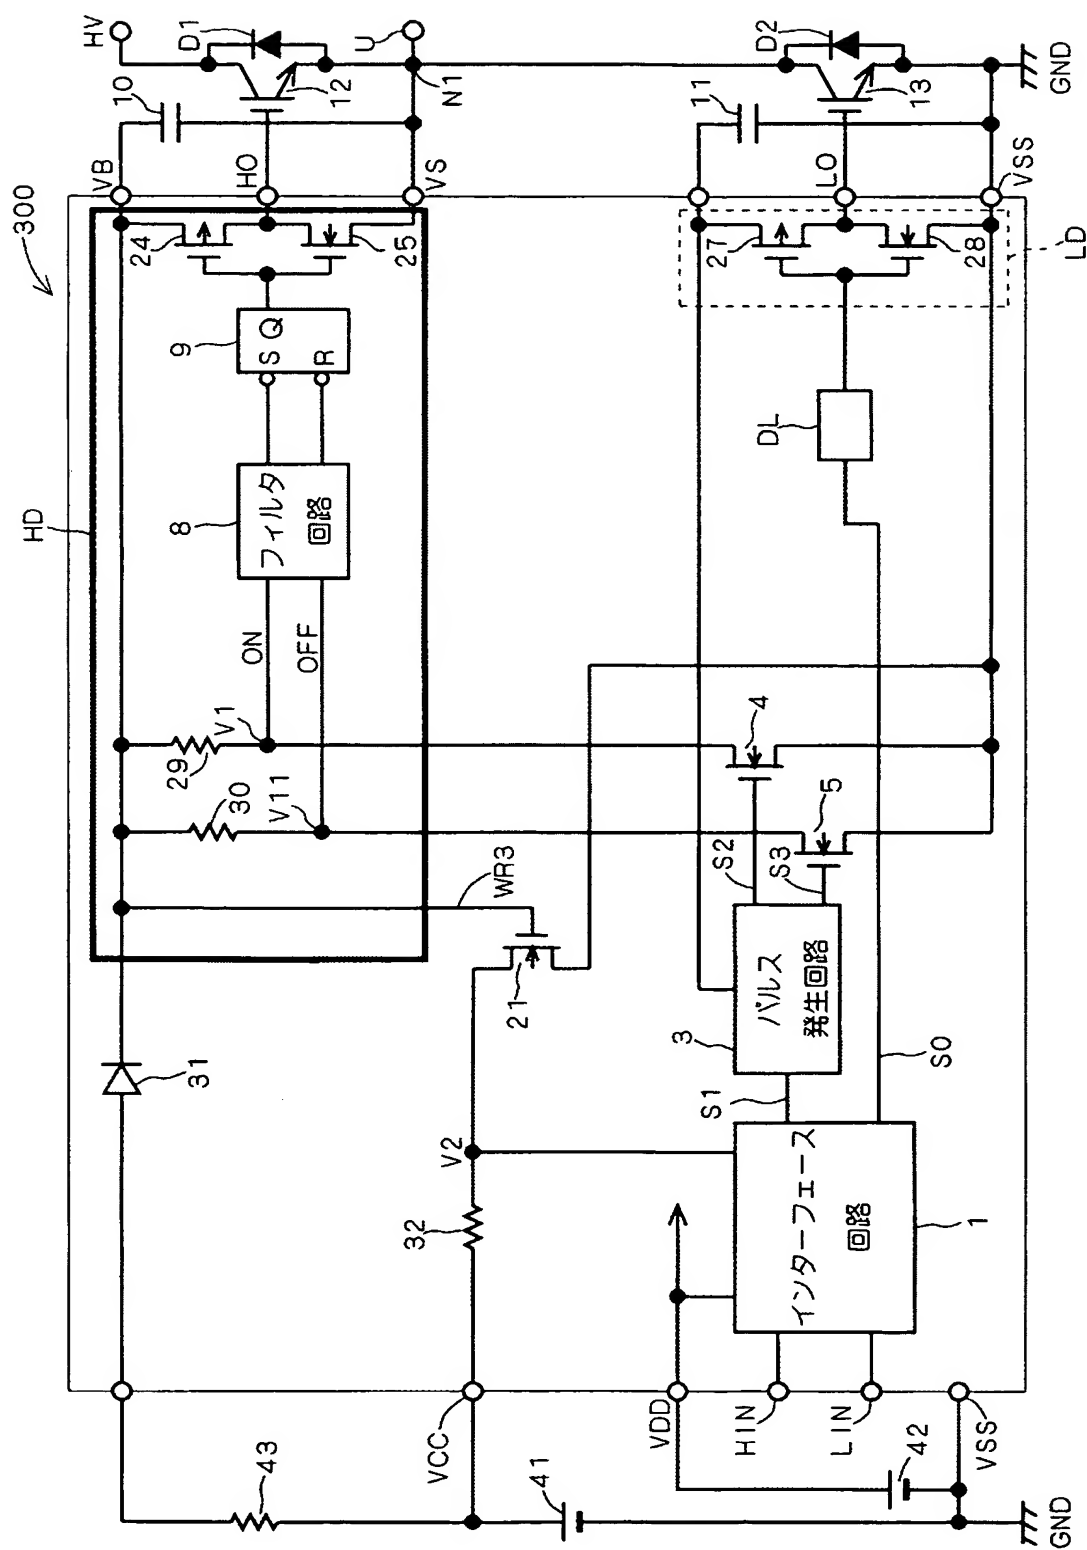 300
HD
HV
D1
12
10
VB
HO
U
N1
VS
24
25
9
S Q
R
8
フィルタ
回路
ON
OFF
V1
29
30
V11
WR3
21
31
V2
32
43
VCC
41
D2
13
11
LO
GND
VSS
27
28
LD
DL
4
5
S2
S3
3
パルス
発生回路
S1
S0
インターフェース
回路
1
VDD
HIN
LIN
VSS
42
GND